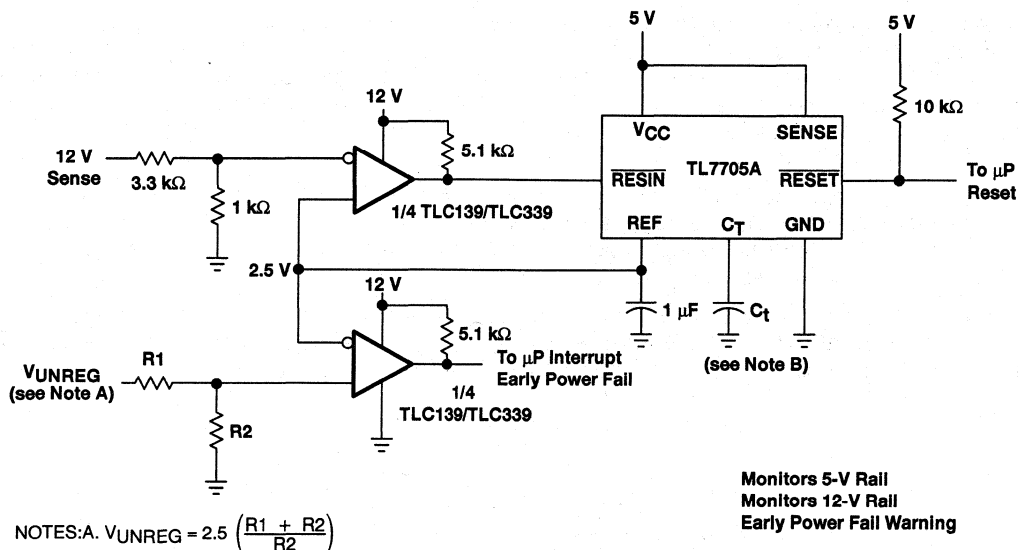 5 V
5 V
12 V
VCC
SENSE
10 kΩ
5.1 kΩ
12 V
Sense
3.3 kΩ
TL7705A
RESIN
RESET
To µP
Reset
1 kΩ
1/4 TLC139/TLC339
REF
CT
GND
2.5 V
12 V
1 µF
Ct
5.1 kΩ
(see Note B)
R1
To µP Interrupt
Early Power Fail
VUNREG
(see Note A)
1/4
TLC139/TLC339
R2
Monitors 5-V Rail
Monitors 12-V Rail
Early Power Fail Warning
NOTES:A. VUNREG = 2.5 (R1 + R2 / R2)